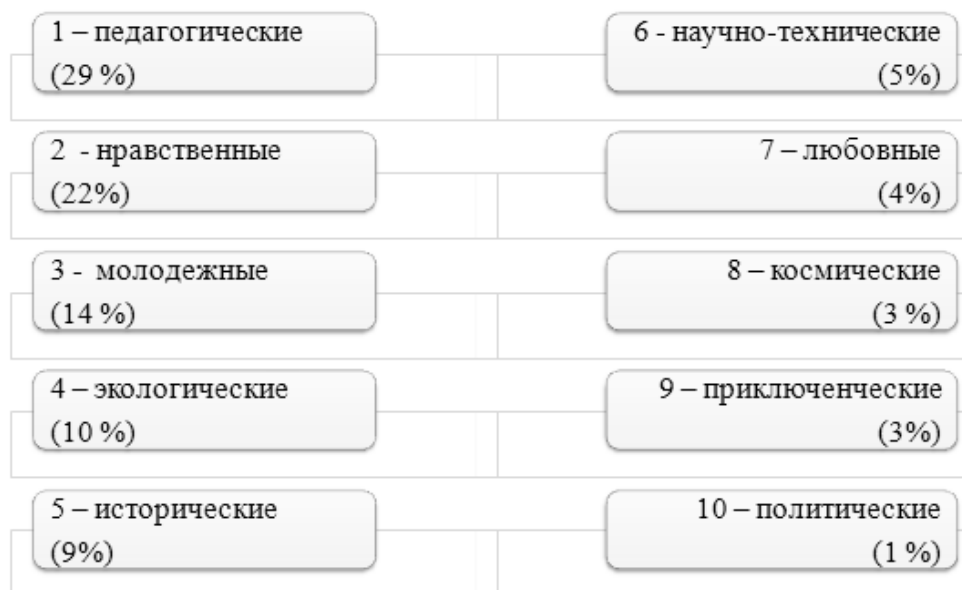 1 – педагогические
(29 %)
2 - нравственные
(22%)
3 - молодежные
(14 %)
4 – экологические
(10 %)
5 – исторические
(9%)
6 - научно-технические
(5%)
7 – любовные
(4%)
8 – космические
(3 %)
9 – приключенческие
(3%)
10 – политические
(1 %)